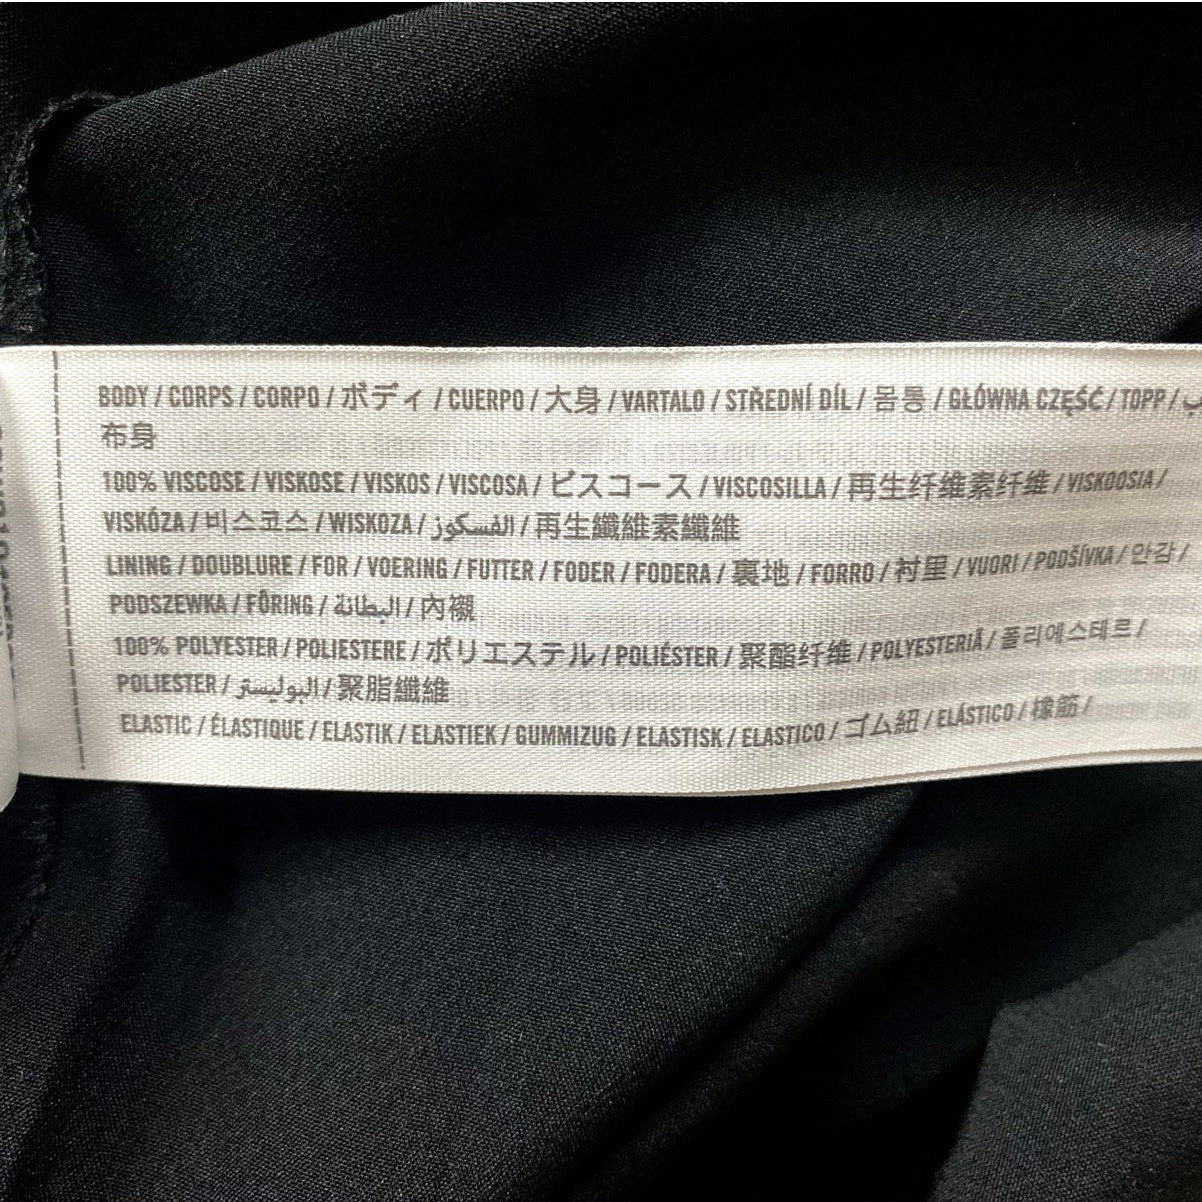 BODY / CORPS / CORPO / ボディ / CUERPO / 大身 / VARTALO / STŘEDNÍ DÍL / 몸통 / GŁÓWNA CZĘŚĆ / TOPP /
布身
100% VISCOSE / VISKOSE / VISKOS / VISCOSA / ビスコース / VISCOSILLA / 再生纤维素纤维 / VISKOOSIA /
VISKÓZA / 비스코스 / WISKOZA / الفسكوز / 再生纖維素纖維
LINING / DOUBLURE / FOR / VOERING / FUTTER / FODER / FODERA / 裏地 / FORRO / 衬里 / VUORI / PODŠÍVKA / 안감 /
PODSZEWKA / FÔRING / البطانة / 內襯
100% POLYESTER / POLIESTERE / ポリエステル / POLIÉSTER / 聚酯纤维 / POLYESTERIÄ / 폴리에스테르 /
POLIESTER / البوليستر / 聚脂纖維
ELASTIC / ÉLASTIQUE / ELASTIK / ELASTIEK / GUMMIZUG / ELASTISK / ELASTICO / ゴム紐 / ELÁSTICO / 橡筋 /